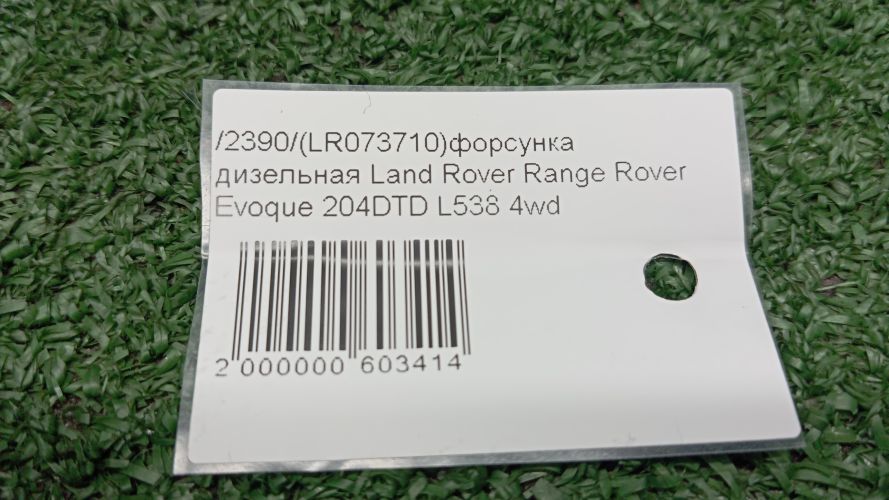 /2390/(LR073710)форсунка
дизельная Land Rover Range Rover
Evoque 204DTD L538 4wd
2 000000 603414